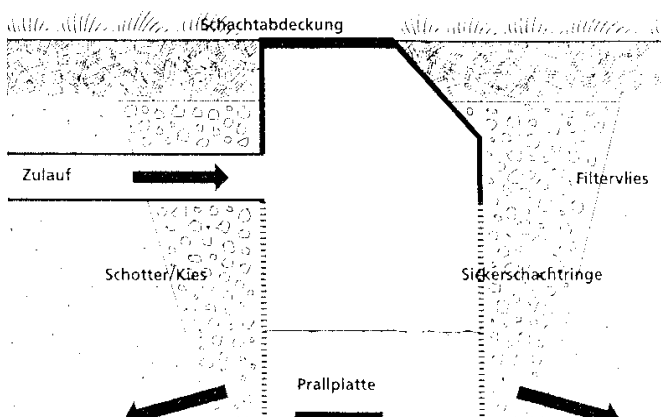 Schachtabdeckung
Zulauf
Filtervlies
Schotter/Kies
Sickerschachtringe
Prallplatte